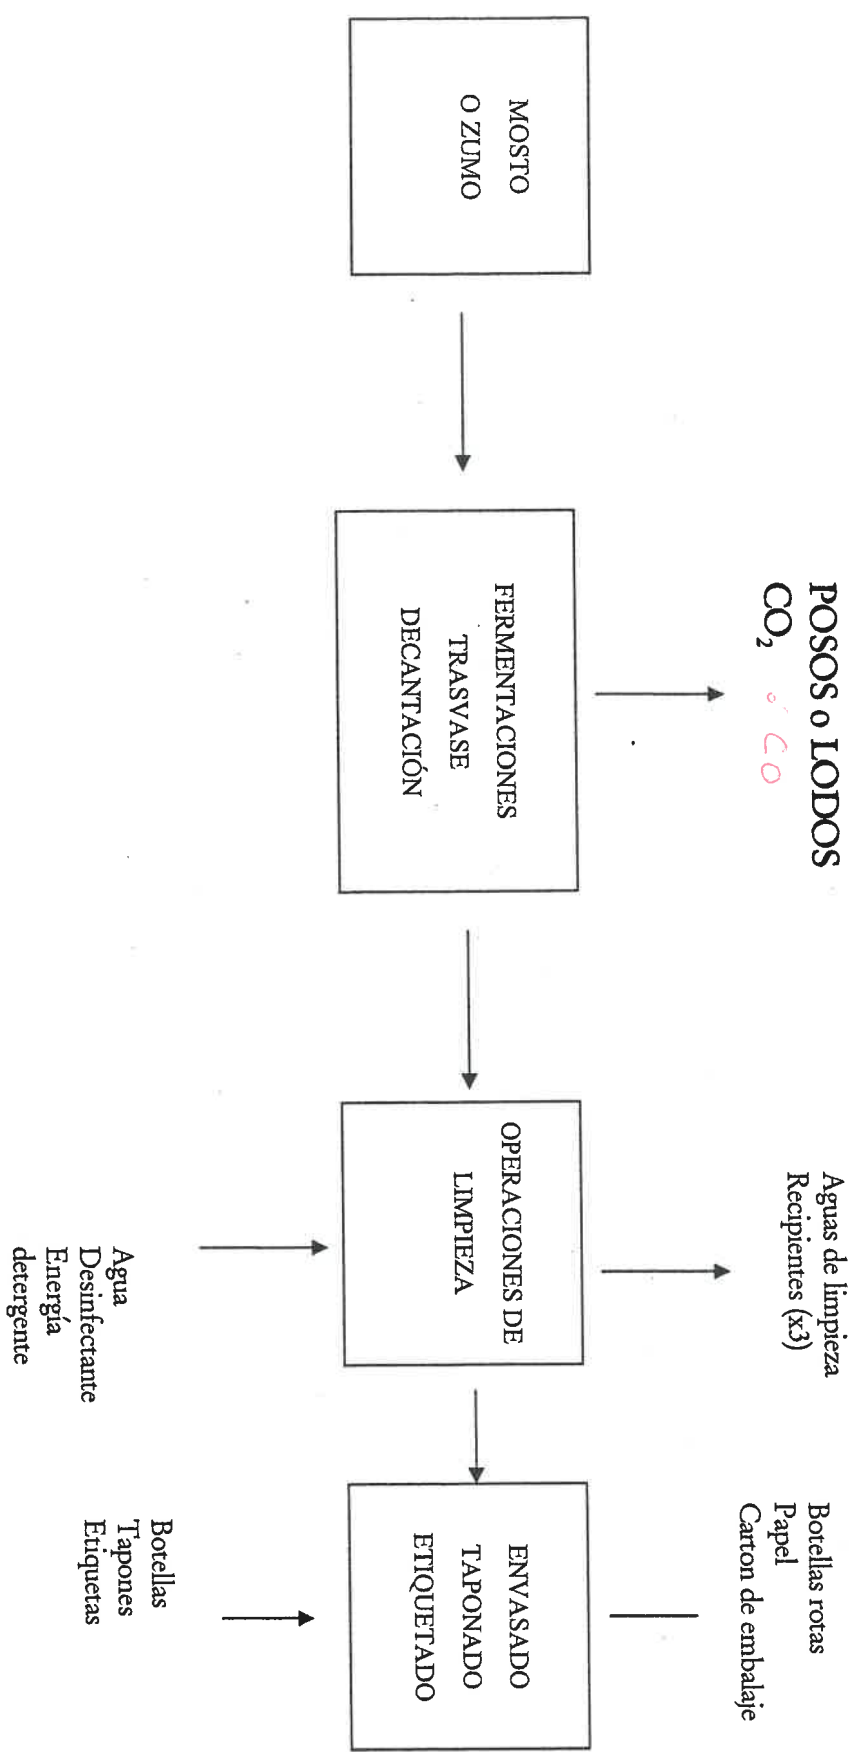 POSOS o LODOS
CO₂ o CO
Aguas de limpieza
Recipientes (x3)
Botellas rotas
Papel
Carton de embalaje
MOSTO
O ZUMO
FERMENTACIONES
TRASVASE
DECANTACIÓN
OPERACIONES DE
LIMPIEZA
ENVASADO
TAPONADO
ETIQUETADO
Agua
Desinfectante
Energía
detergente
Botellas
Tapones
Etiquetas